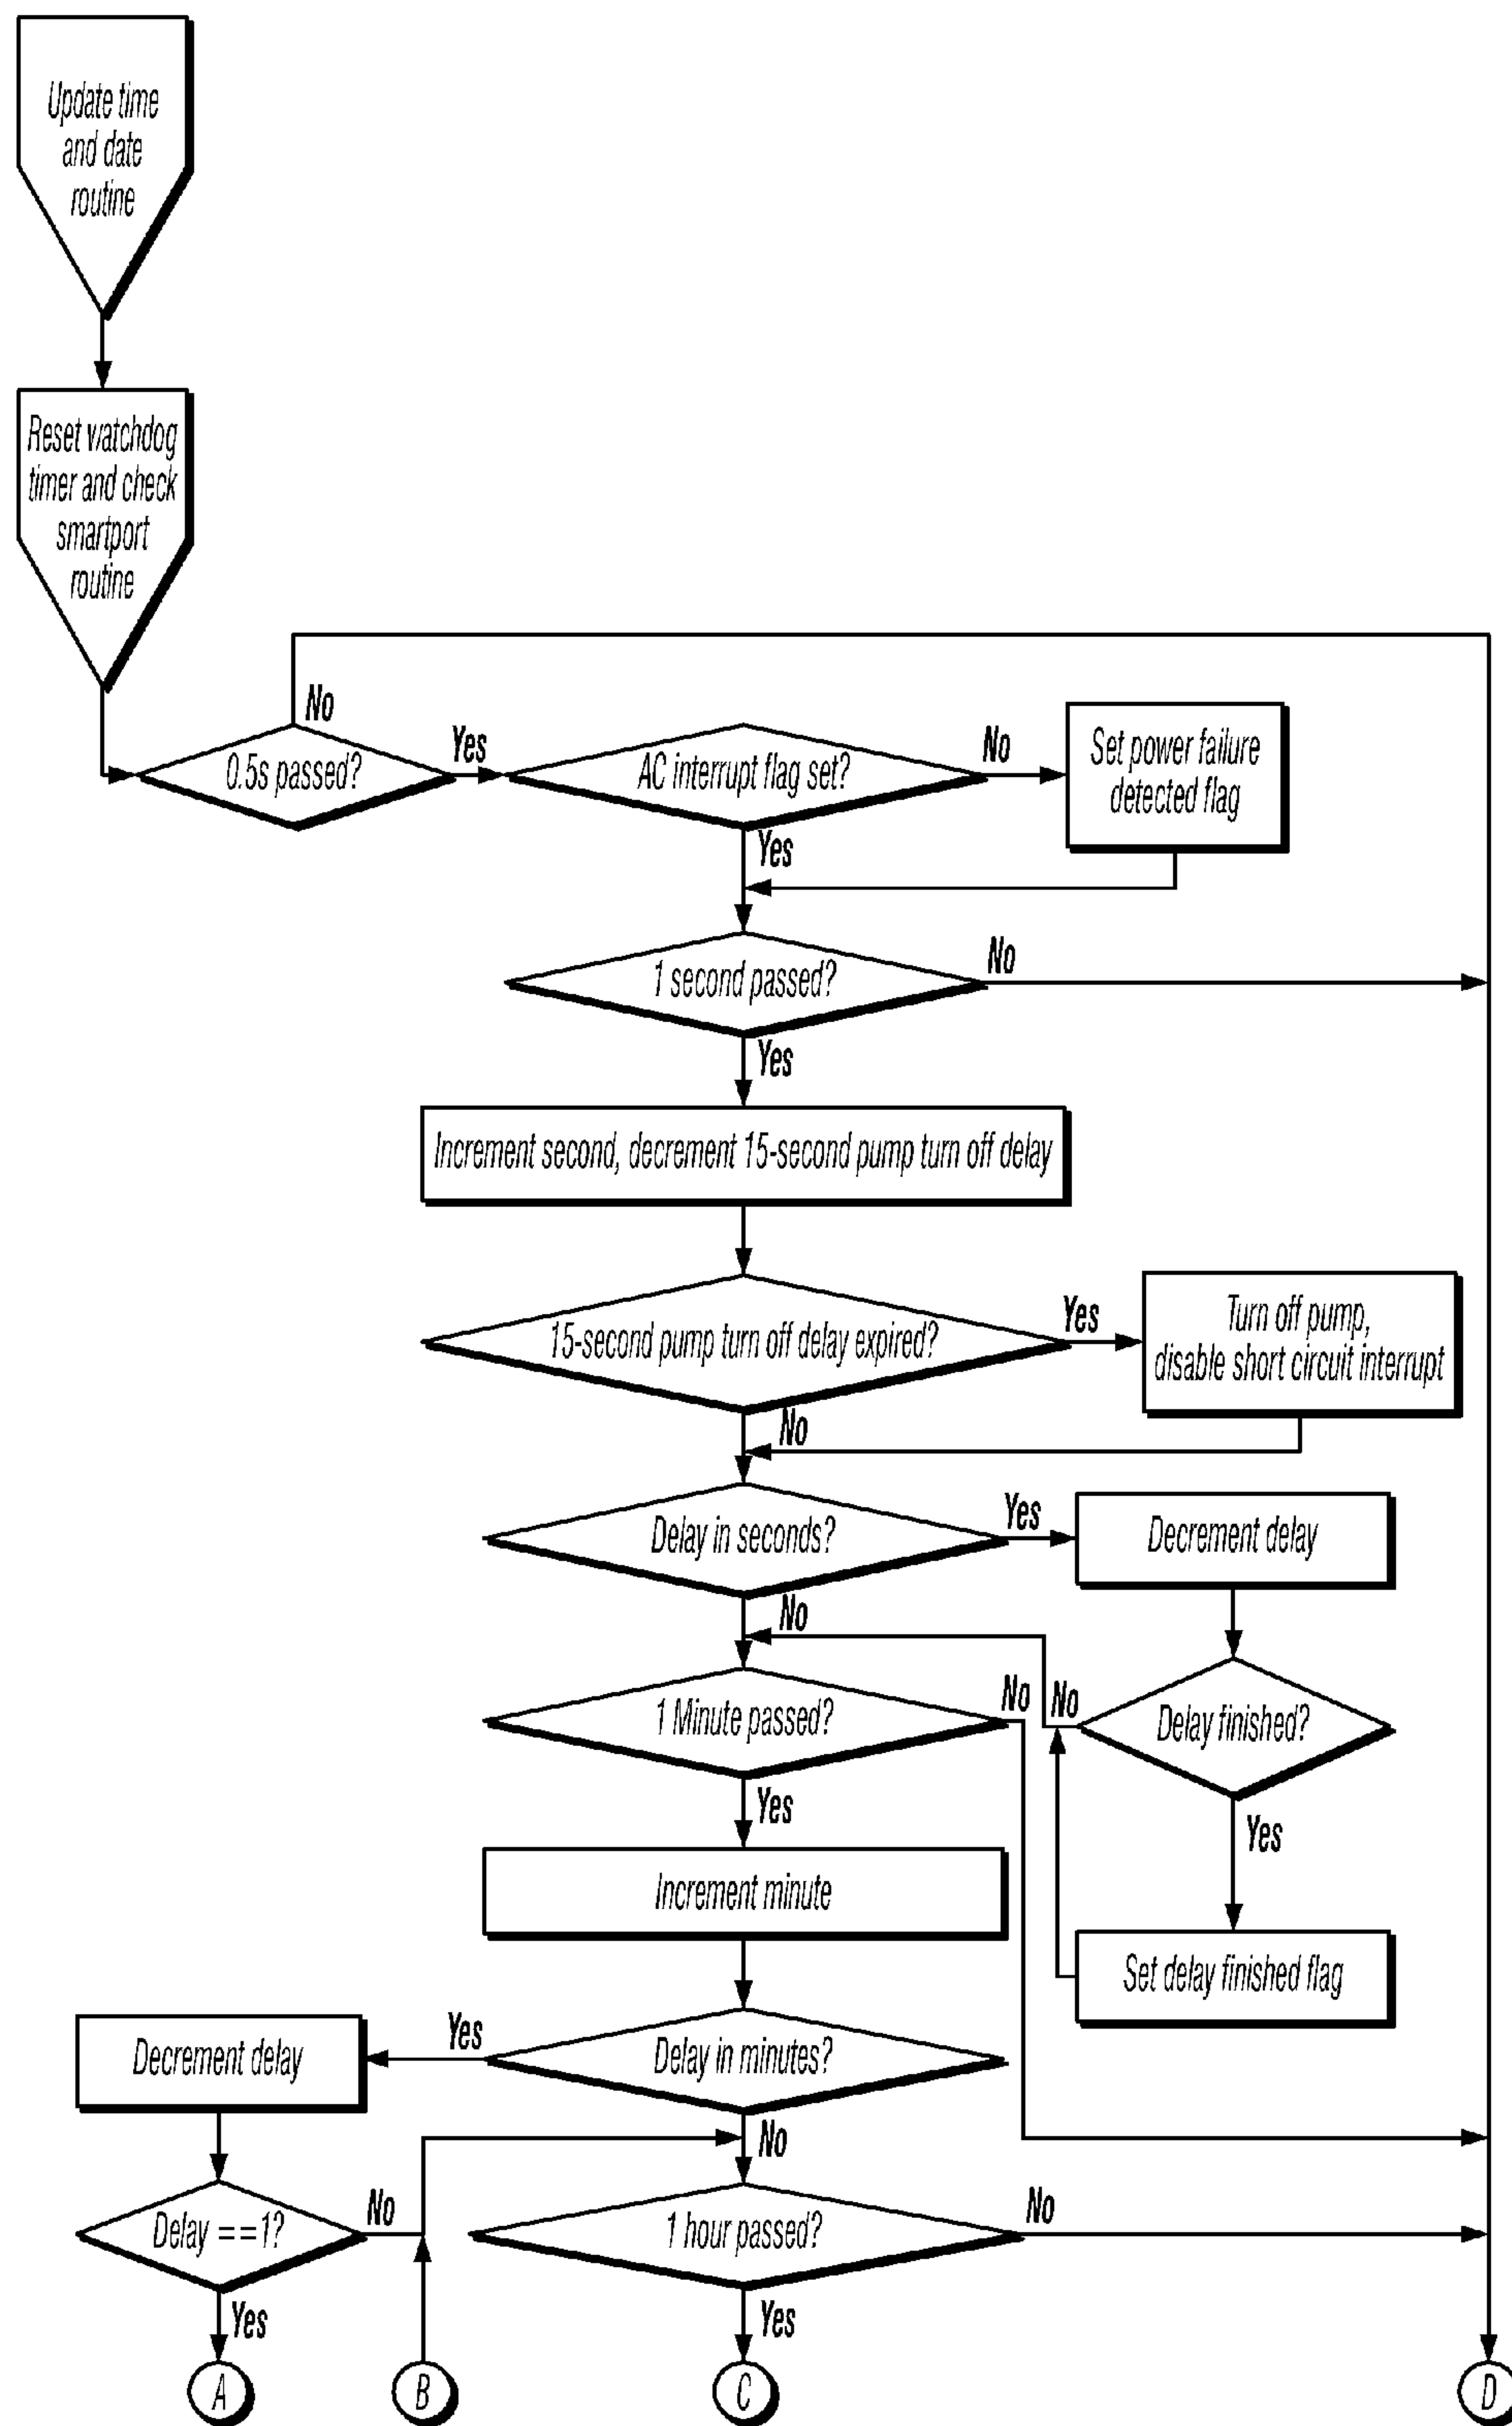 Update time
and date
routine
Reset watchdog
timer and check
smartport
routine
No
0.5s passed?
Yes
AC interrupt flag set?
No
Set power failure
detected flag
Yes
1 second passed?
No
Yes
Increment second, decrement 15-second pump turn off delay
15-second pump turn off delay expired?
Yes
Turn off pump,
disable short circuit interrupt
No
Delay in seconds?
Yes
Decrement delay
No
1 Minute passed?
No
No
Delay finished?
Yes
Yes
Increment minute
Set delay finished flag
Decrement delay
Yes
Delay in minutes?
No
Delay ==1?
No
1 hour passed?
No
Yes
Yes
A
B
C
D